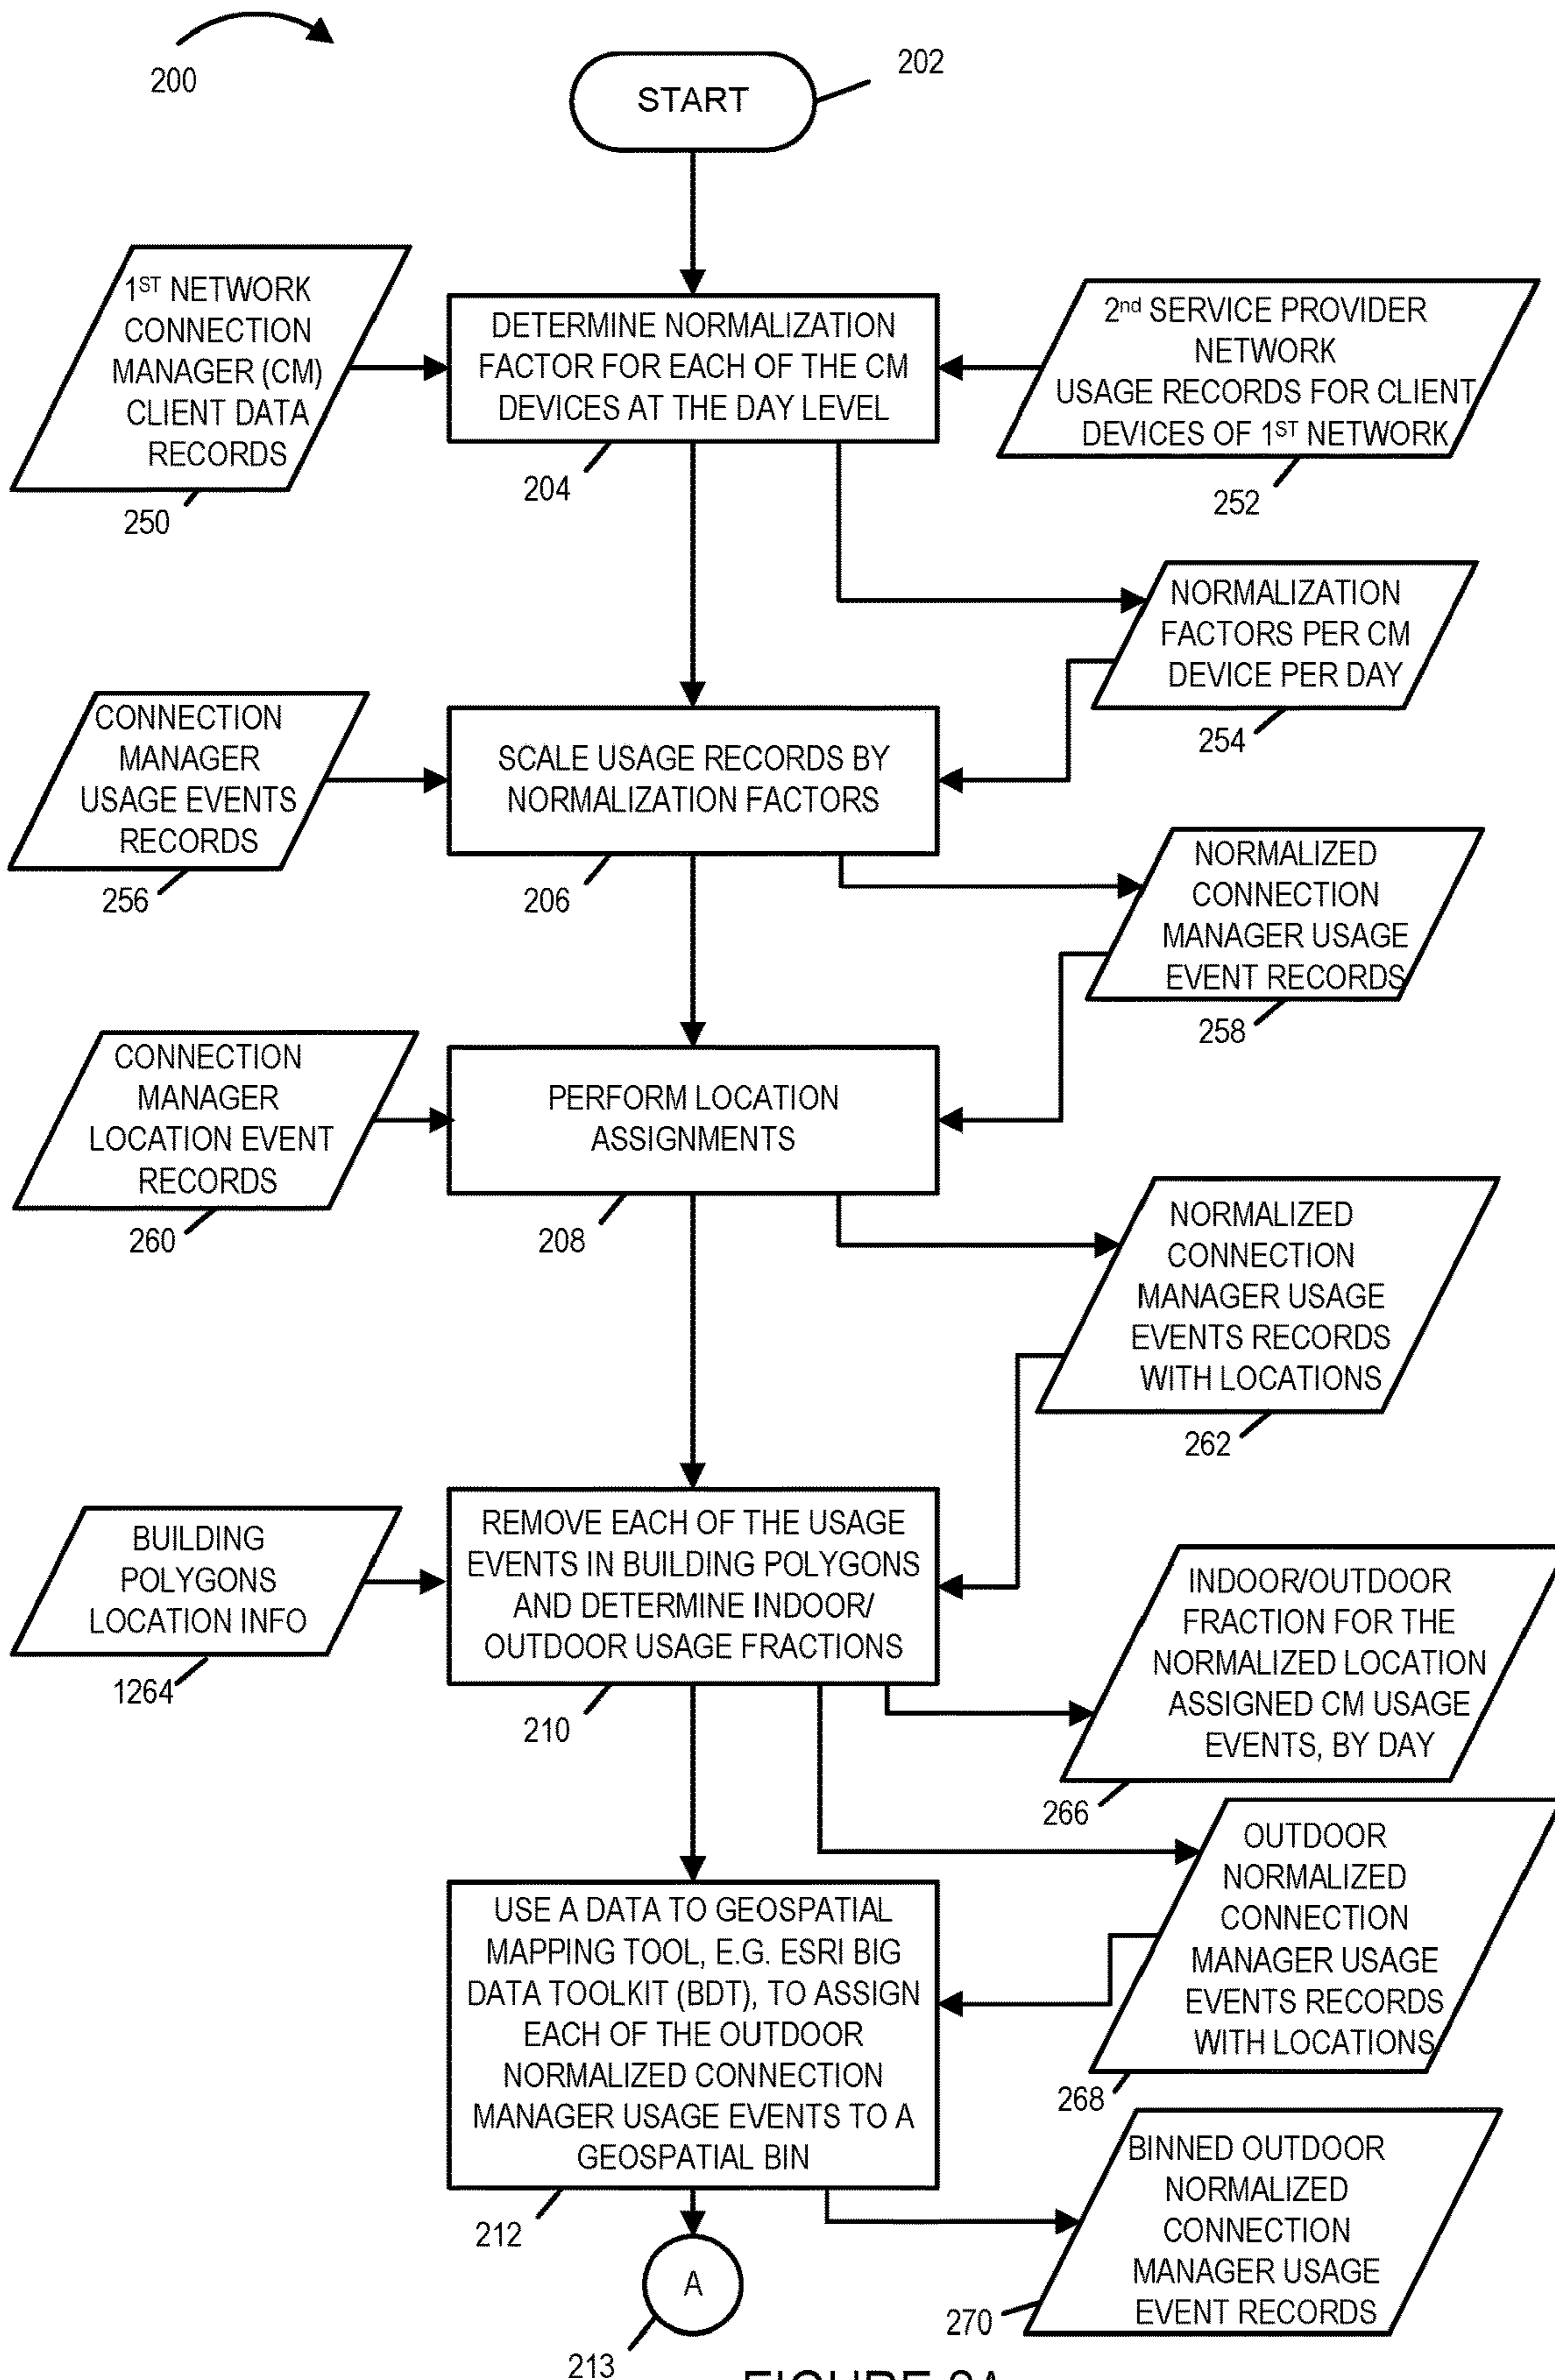 200
START
202
1ST NETWORK
CONNECTION
MANAGER (CM)
CLIENT DATA
RECORDS
250
DETERMINE NORMALIZATION
FACTOR FOR EACH OF THE CM
DEVICES AT THE DAY LEVEL
204
2nd SERVICE PROVIDER
NETWORK
USAGE RECORDS FOR CLIENT
DEVICES OF 1ST NETWORK
252
NORMALIZATION
FACTORS PER CM
DEVICE PER DAY
254
CONNECTION
MANAGER
USAGE EVENTS
RECORDS
256
SCALE USAGE RECORDS BY
NORMALIZATION FACTORS
206
NORMALIZED
CONNECTION
MANAGER USAGE
EVENT RECORDS
258
CONNECTION
MANAGER
LOCATION EVENT
RECORDS
260
PERFORM LOCATION
ASSIGNMENTS
208
NORMALIZED
CONNECTION
MANAGER USAGE
EVENTS RECORDS
WITH LOCATIONS
262
BUILDING
POLYGONS
LOCATION INFO
1264
REMOVE EACH OF THE USAGE
EVENTS IN BUILDING POLYGONS
AND DETERMINE INDOOR/
OUTDOOR USAGE FRACTIONS
210
INDOOR/OUTDOOR
FRACTION FOR THE
NORMALIZED LOCATION
ASSIGNED CM USAGE
EVENTS, BY DAY
266
OUTDOOR
NORMALIZED
CONNECTION
MANAGER USAGE
EVENTS RECORDS
WITH LOCATIONS
268
USE A DATA TO GEOSPATIAL
MAPPING TOOL, E.G. ESRI BIG
DATA TOOLKIT (BDT), TO ASSIGN
EACH OF THE OUTDOOR
NORMALIZED CONNECTION
MANAGER USAGE EVENTS TO A
GEOSPATIAL BIN
212
BINNED OUTDOOR
NORMALIZED
CONNECTION
MANAGER USAGE
EVENT RECORDS
270
A
213
FIGURE 2A